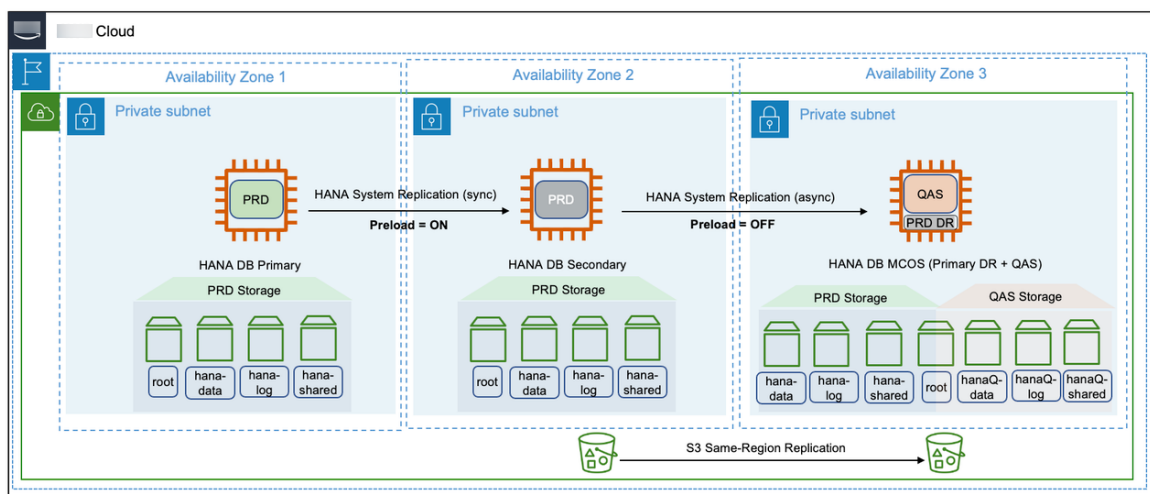 Cloud
Availability Zone 1
Availability Zone 2
Availability Zone 3
Private subnet
Private subnet
Private subnet
PRD
HANA System Replication (sync)
Preload = ON
PRD
HANA System Replication (async)
Preload = OFF
QAS
PRD DR
HANA DB Primary
HANA DB Secondary
HANA DB MCOS (Primary DR + QAS)
PRD Storage
PRD Storage
PRD Storage
QAS Storage
root
hana-
data
hana-
log
hana-
shared
root
hana-
data
hana-
log
hana-
shared
hana-
data
hana-
log
hana-
shared
root
hanaQ-
data
hanaQ-
log
hanaQ-
shared
S3 Same-Region Replication